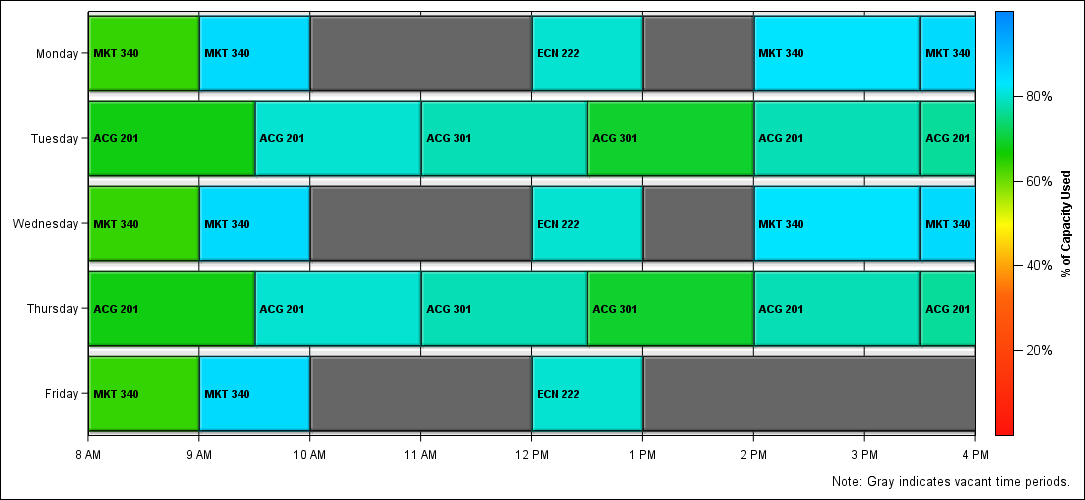 Monday
MKT 340
MKT 340
ECN 222
MKT 340
MKT 340
Tuesday
ACG 201
ACG 201
ACG 301
ACG 301
ACG 201
ACG 201
Wednesday
MKT 340
MKT 340
ECN 222
MKT 340
MKT 340
Thursday
ACG 201
ACG 201
ACG 301
ACG 301
ACG 201
ACG 201
Friday
MKT 340
MKT 340
ECN 222
8 AM
9 AM
10 AM
11 AM
12 PM
1 PM
2 PM
3 PM
4 PM
80%
60%
40%
20%
% of Capacity Used
Note: Gray indicates vacant time periods.